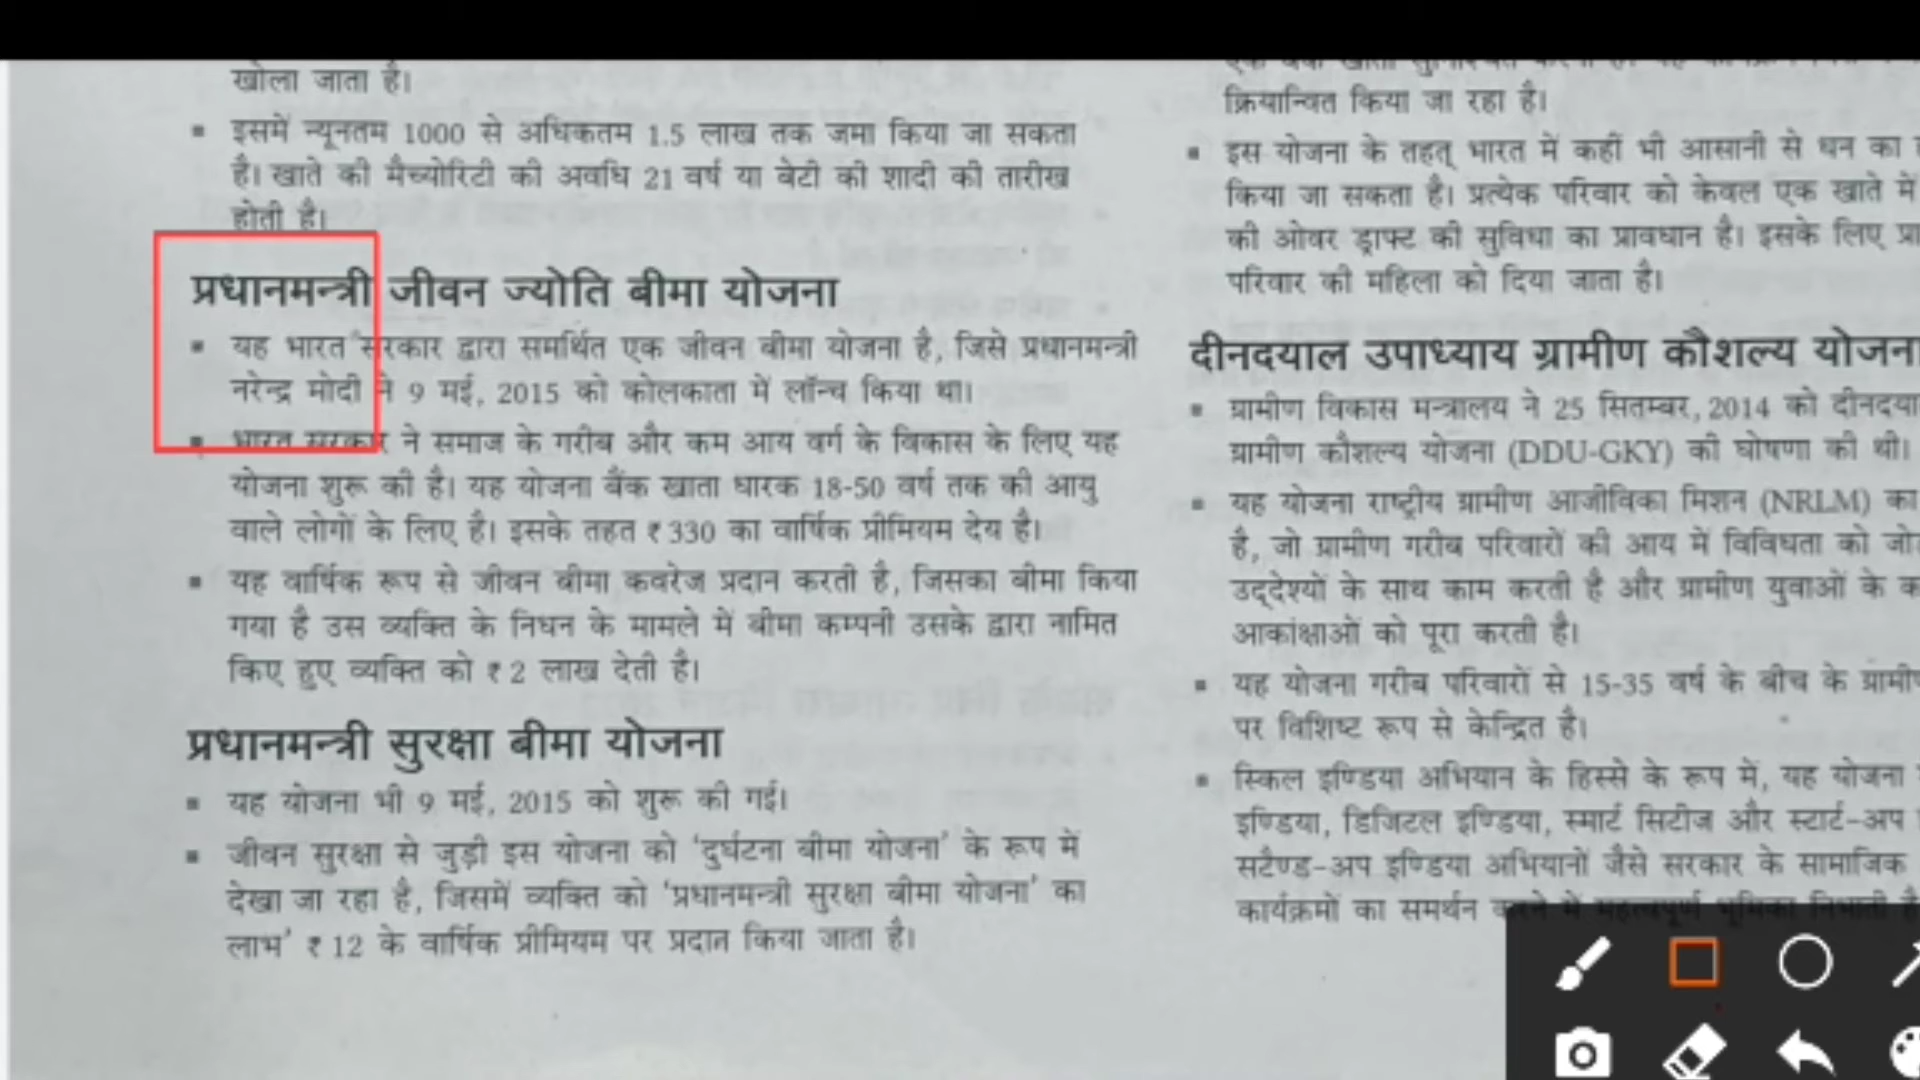 खोला जाता है।
इसमें न्यूनतम 1000 से अधिकतम 1.5 लाख तक जमा किया जा सकता
है। खाते की मैच्योरिटी की अवधि 21 वर्ष या बेटी की शादी की तारीख
होती है।
प्रधानमन्त्री जीवन ज्योति बीमा योजना
यह भारत सरकार द्वारा समर्थित एक जीवन बीमा योजना है, जिसे प्रधानमन्त्री
नरेन्द्र मोदी ने 9 मई, 2015 को कोलकाता में लॉन्च किया था।
भारत सरकार ने समाज के गरीब और कम आय वर्ग के विकास के लिए यह
योजना शुरू की है। यह योजना बैंक खाता धारक 18-50 वर्ष तक की आयु
वाले लोगों के लिए है। इसके तहत ₹ 330 का वार्षिक प्रीमियम देय है।
यह वार्षिक रूप से जीवन बीमा कवरेज प्रदान करती है, जिसका बीमा किया
गया है उस व्यक्ति के निधन के मामले में बीमा कम्पनी उसके द्वारा नामित
किए हुए व्यक्ति को ₹ 2 लाख देती है।
प्रधानमन्त्री सुरक्षा बीमा योजना
यह योजना भी 9 मई, 2015 को शुरू की गई।
जीवन सुरक्षा से जुड़ी इस योजना को 'दुर्घटना बीमा योजना' के रूप में
देखा जा रहा है, जिसमें व्यक्ति को 'प्रधानमन्त्री सुरक्षा बीमा योजना' का
लाभ' ₹ 12 के वार्षिक प्रीमियम पर प्रदान किया जाता है।
क्रियान्वित किया जा रहा है।
इस योजना के तहत् भारत में कहीं भी आसानी से धन का
किया जा सकता है। प्रत्येक परिवार को केवल एक खाते में
की ओवर ड्राफ्ट की सुविधा का प्रावधान है। इसके लिए
परिवार की महिला को दिया जाता है।
दीनदयाल उपाध्याय ग्रामीण कौशल्य योजना
ग्रामीण विकास मन्त्रालय ने 25 सितम्बर, 2014 को
ग्रामीण कौशल्य योजना (DDU-GKY) की घोषणा की थी।
यह योजना राष्ट्रीय ग्रामीण आजीविका मिशन (NRLM) का
है, जो ग्रामीण गरीब परिवारों की आय में विविधता को
उद्देश्यों के साथ काम करती है और ग्रामीण युवाओं के
आकांक्षाओं को पूरा करती है।
यह योजना गरीब परिवारों से 15-35 वर्ष के बीच के
पर विशिष्ट रूप से केन्द्रित है।
स्किल इण्डिया अभियान के हिस्से के रूप में, यह योजना
इण्डिया, डिजिटल इण्डिया, स्मार्ट सिटीज और स्टार्ट-अप
सटैण्ड-अप इण्डिया अभियानों जैसे सरकार के सामाजिक
कार्यक्रमों का समर्थन करने में महत्वपूर्ण भूमिका निभाती है